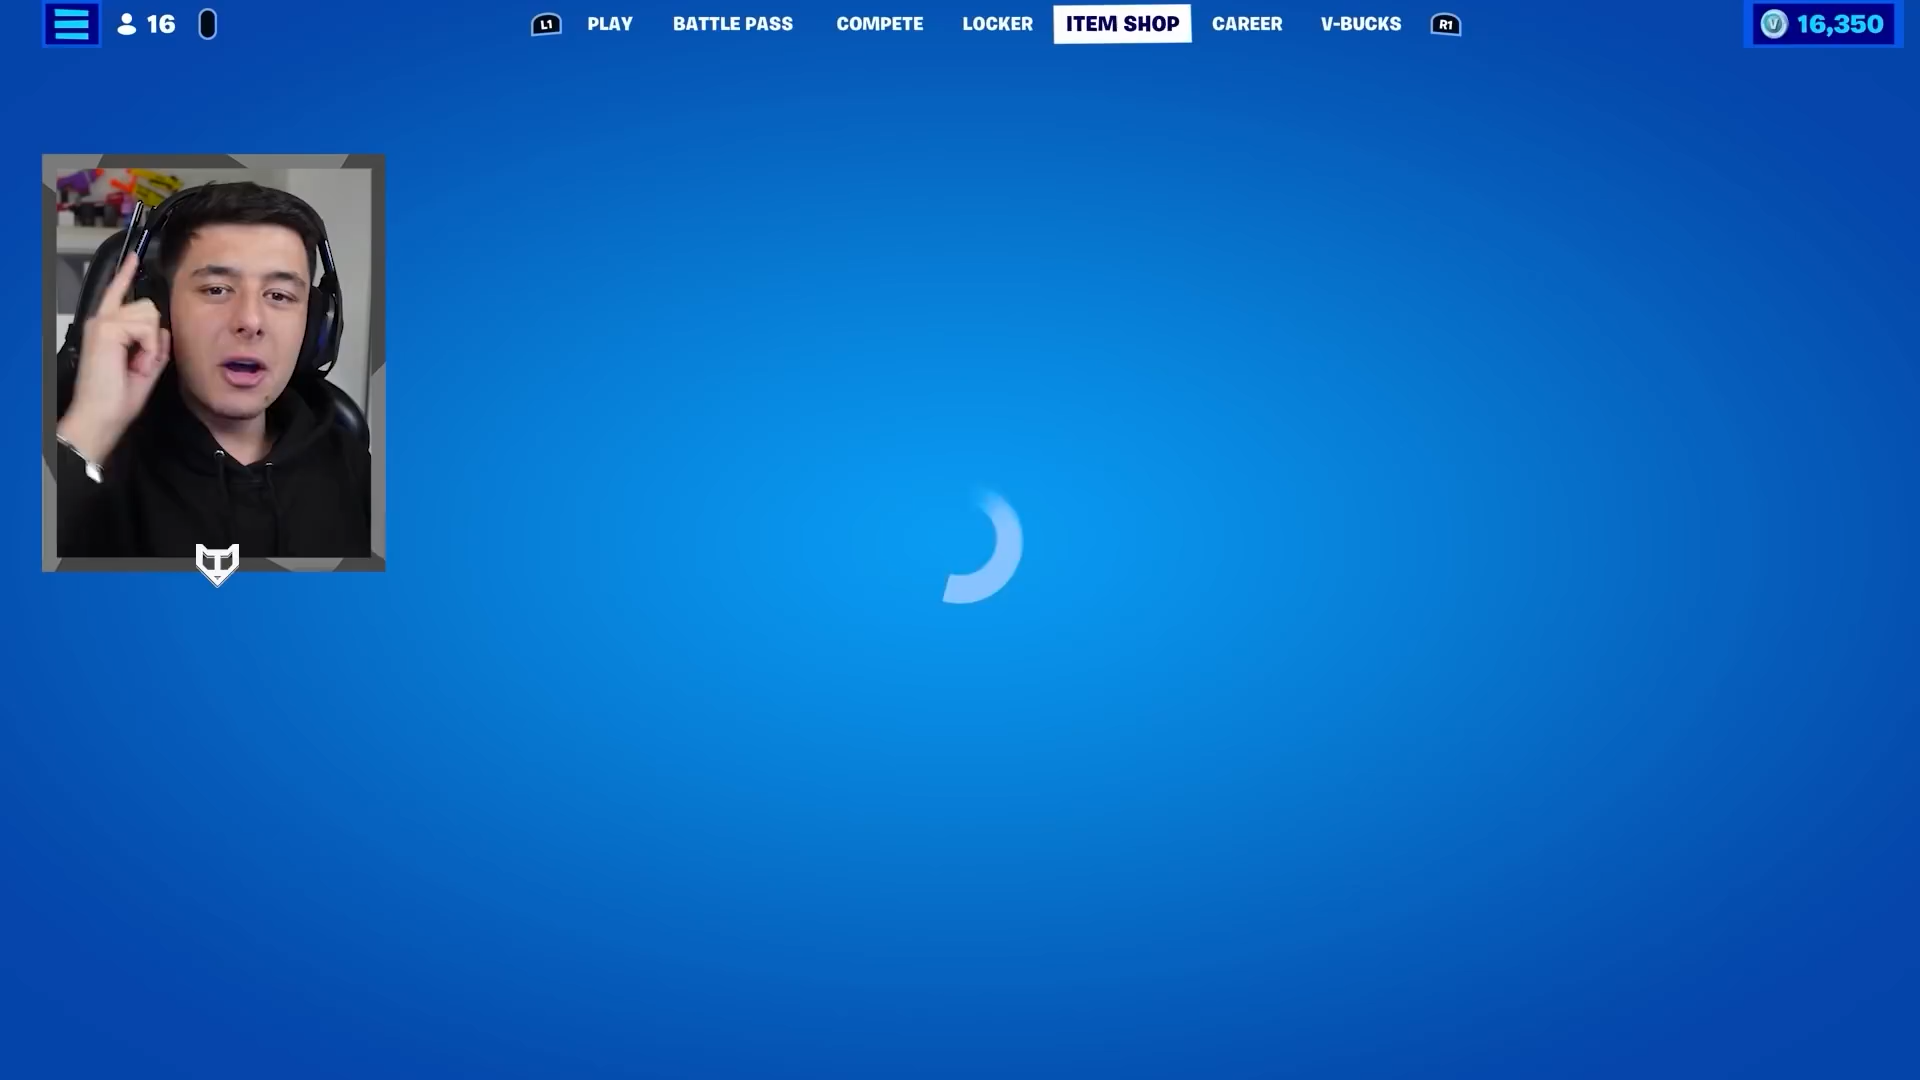 16
L1 PLAY BATTLE PASS COMPETE LOCKER ITEM SHOP CAREER V-BUCKS R1
16,350